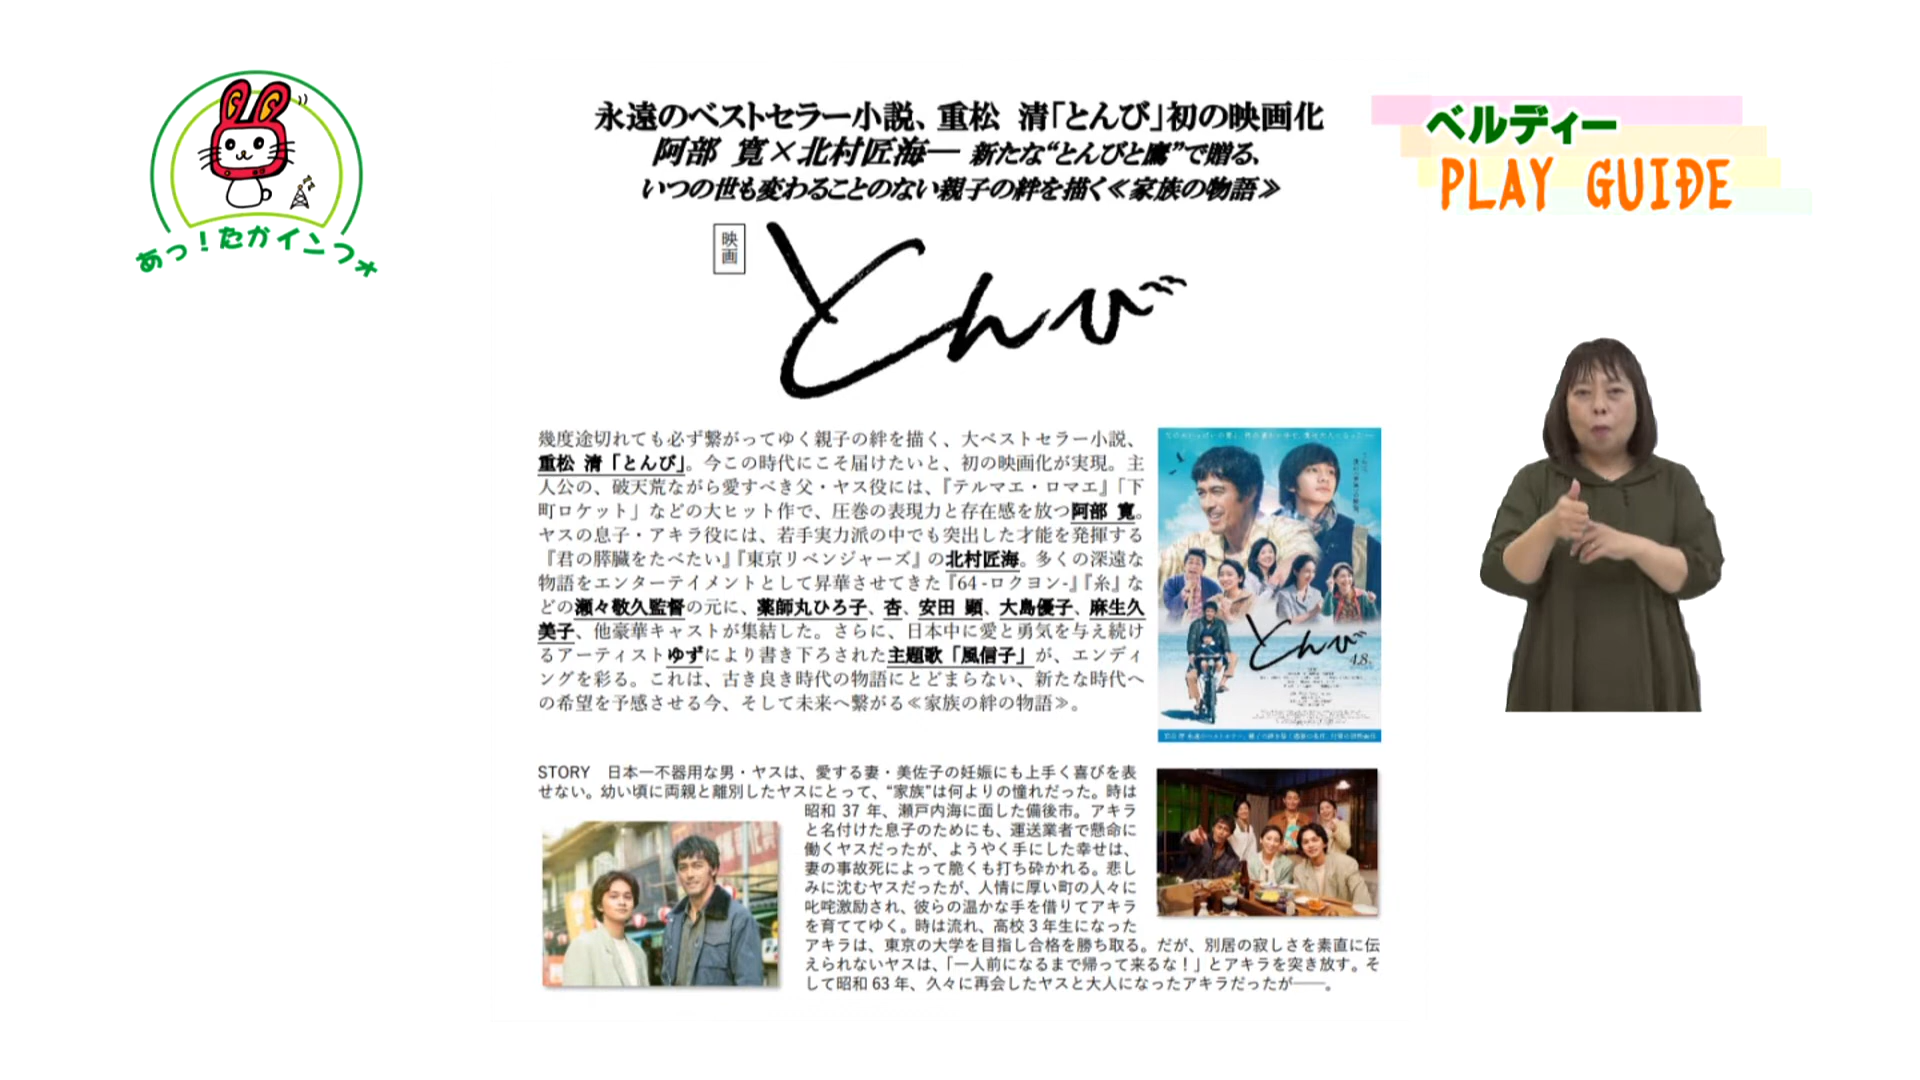 あっ！たかインフォ
永遠のベストセラー小説、重松 清「とんび」初の映画化
阿部 寛×北村匠海― 新たな“とんびと鷹”で贈る、
いつの世も変わることのない親子の絆を描く≪家族の物語≫
ベルディー
PLAY GUIDE
映画
とんび
幾度途切れても必ず繋がってゆく親子の絆を描く、大ベストセラー小説、
重松 清「とんび」。今この時代にこそ届けたいと、初の映画化が実現。主
人公の、破天荒ながら愛すべき父・ヤス役には、『テルマエ・ロマエ』「下
町ロケット」などの大ヒット作で、圧巻の表現力と存在感を放つ阿部 寛。
ヤスの息子・アキラ役には、若手実力派の中でも突出した才能を発揮する
『君の膵臓をたべたい』『東京リベンジャーズ』の北村匠海。多くの深遠な
物語をエンターテイメントとして昇華させてきた『64-ロクヨン-』『糸』な
どの瀬々敬久監督の元に、薬師丸ひろ子、杏、安田 顕、大島優子、麻生久
美子、他豪華キャストが集結した。さらに、日本中に愛と勇気を与え続け
るアーティストゆずにより書き下ろされた主題歌「風信子」が、エンディ
ングを彩る。これは、古き良き時代の物語にとどまらない、新たな時代へ
の希望を予感させる今、そして未来へ繋がる≪家族の絆の物語≫。
とんび
4.8
STORY 日本一不器用な男・ヤスは、愛する妻・美佐子の妊娠にも上手く喜びを表
せない。幼い頃に両親と離別したヤスにとって、“家族”は何よりの憧れだった。時は
昭和 37 年、瀬戸内海に面した備後市。アキラ
と名付けた息子のためにも、運送業者で懸命に
働くヤスだったが、ようやく手にした幸せは、
妻の事故死によって脆くも打ち砕かれる。悲し
みに沈むヤスだったが、人情に厚い町の人々に
叱咤激励され、彼らの温かな手を借りてアキラ
を育ててゆく。時は流れ、高校 3 年生になった
アキラは、東京の大学を目指し合格を勝ち取る。だが、別居の寂しさを素直に伝
えられないヤスは、「一人前になるまで帰って来るな！」とアキラを突き放す。そ
して昭和 63 年、久々に再会したヤスと大人になったアキラだったが――。